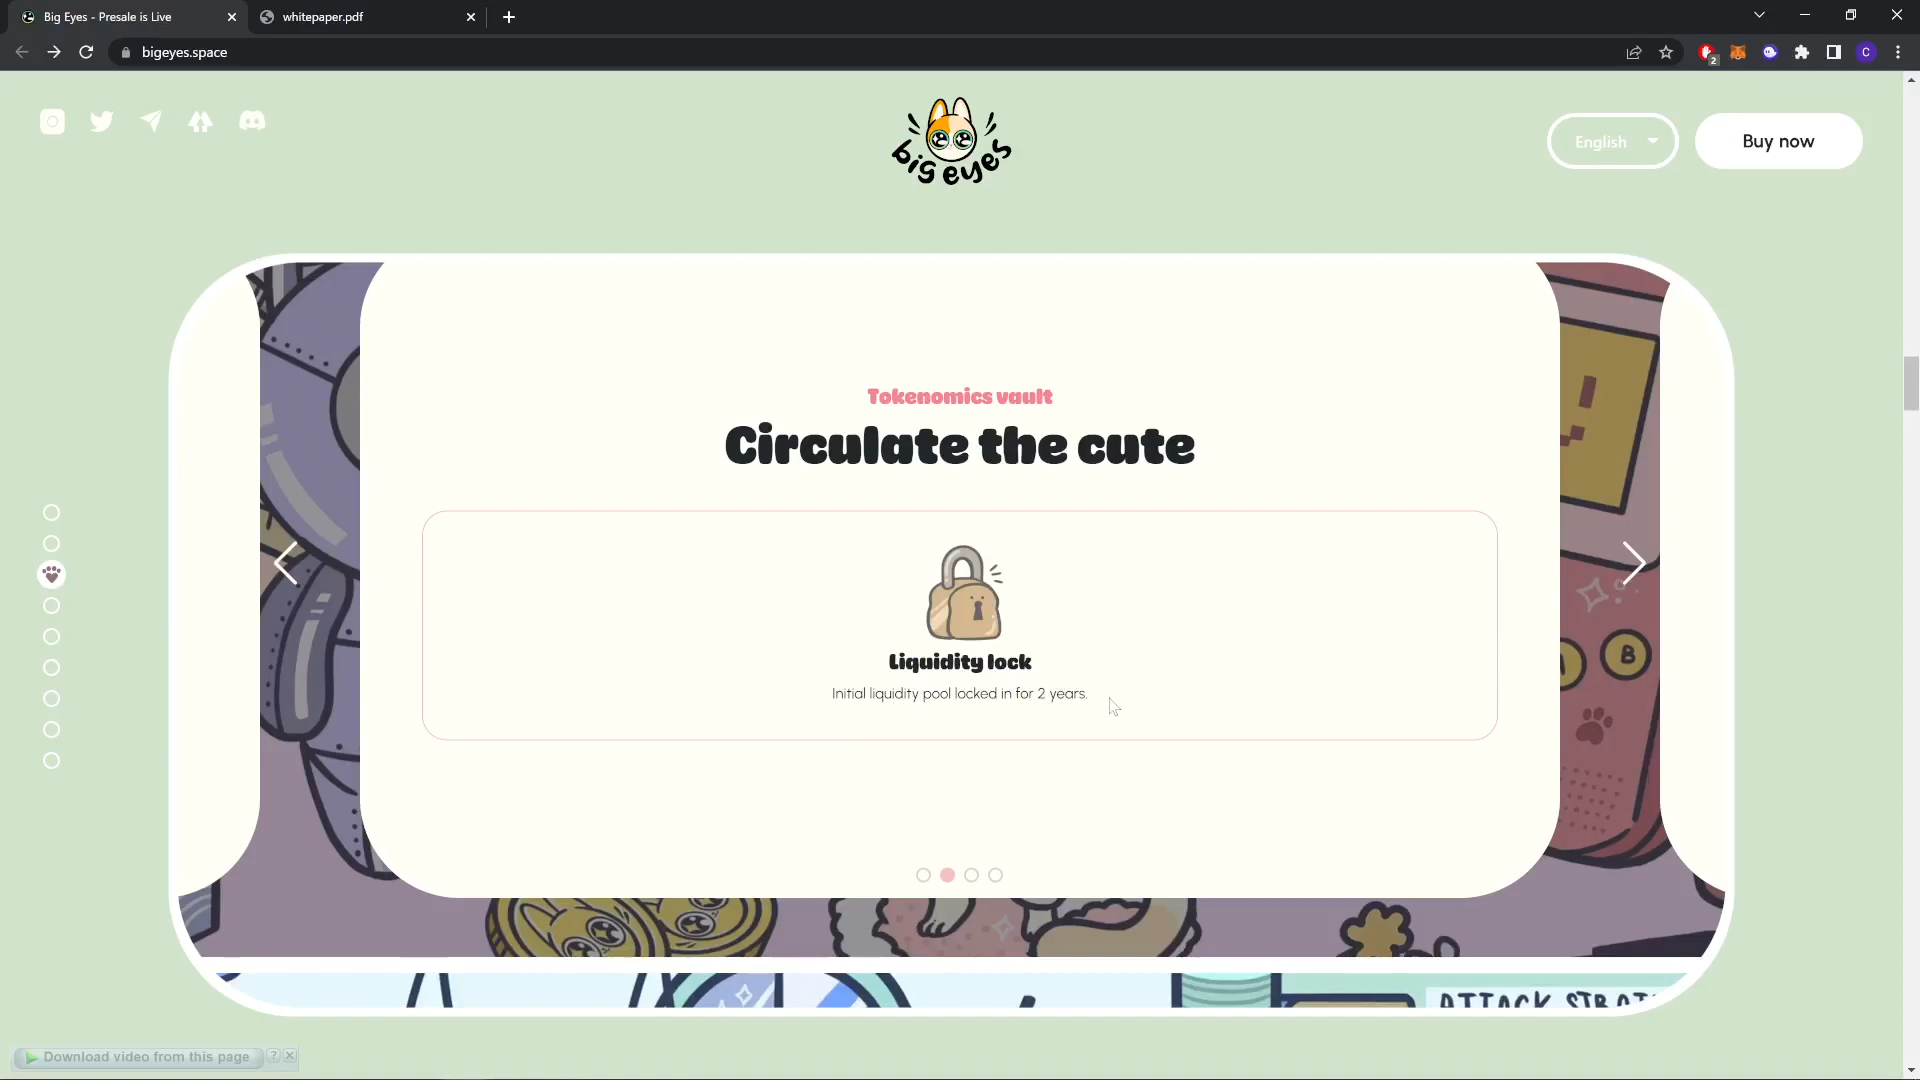 Big Eyes - Presale is Live
whitepaper.pdf
bigeyes.space
2
C
big eyes
English
Buy now
Tokenomics vault
Circulate the cute
Liquidity lock
Initial liquidity pool locked in for 2 years.
B
Download video from this page
?